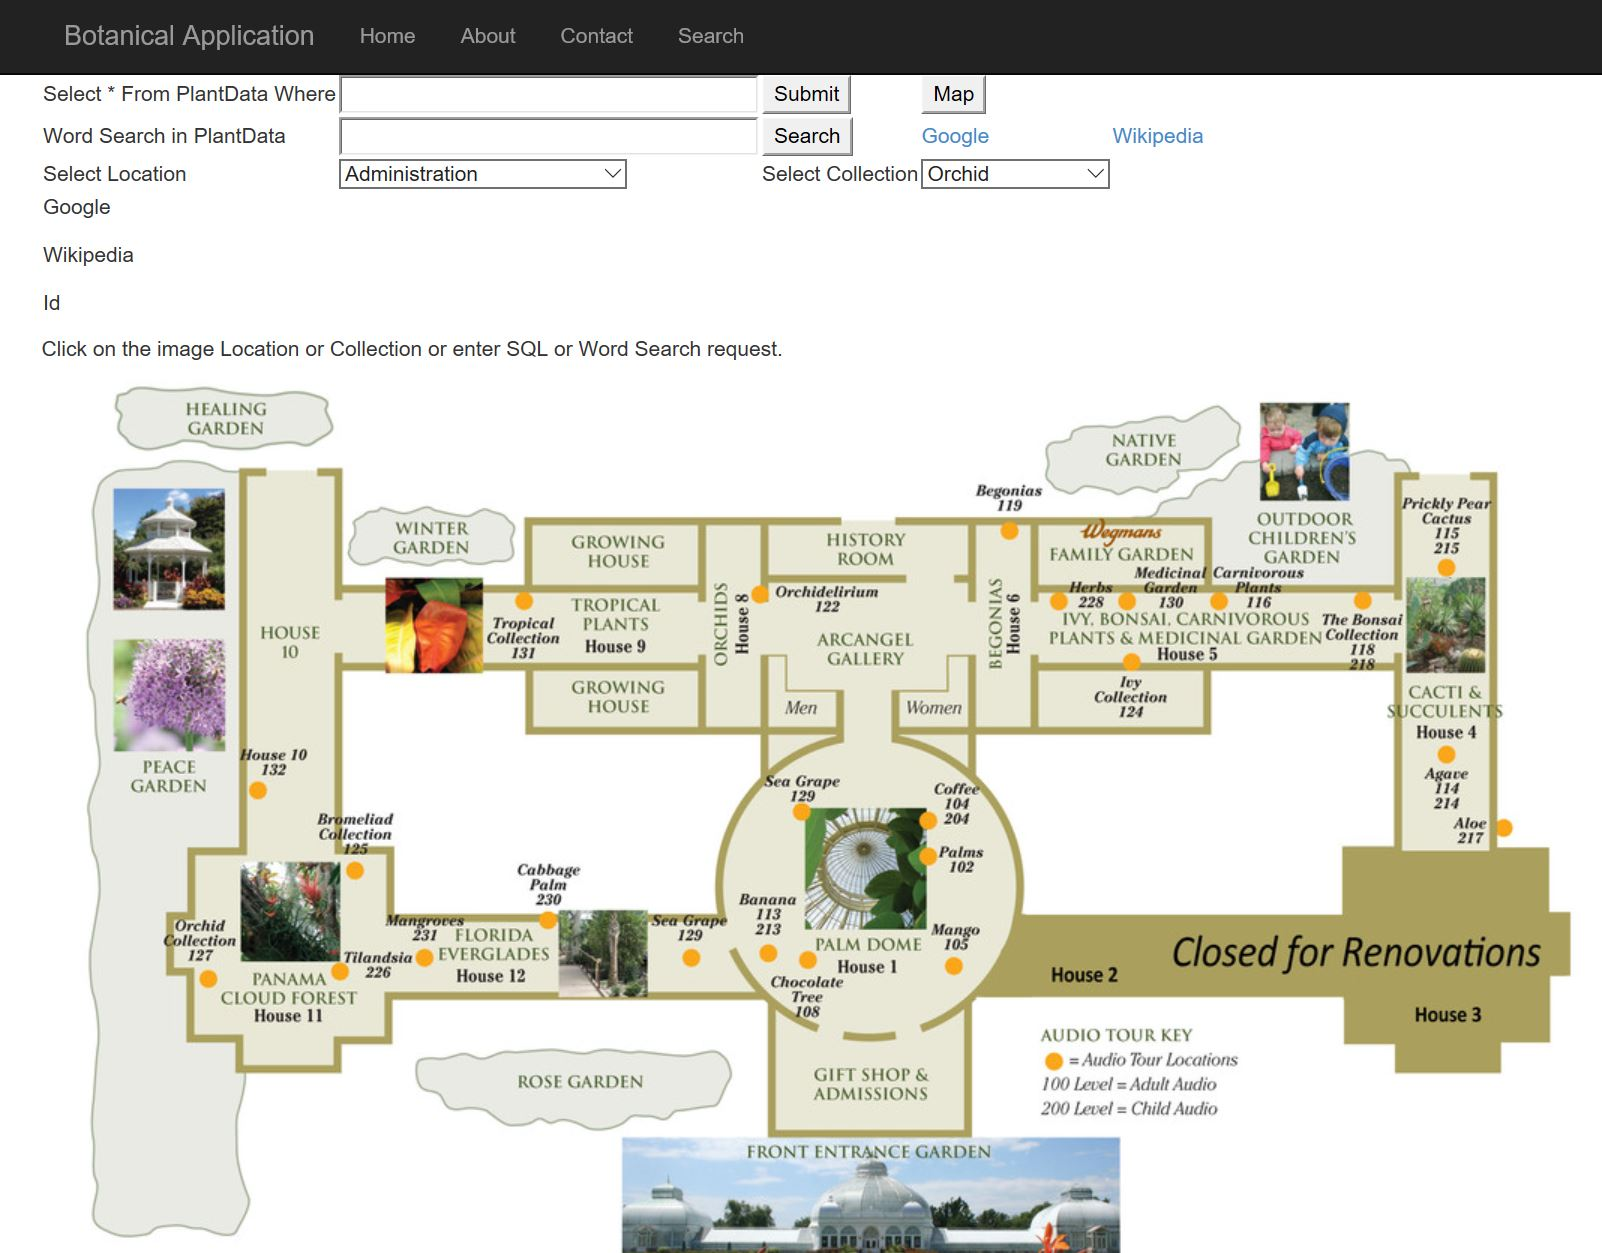 Botanical Application Home About Contact Search
Select * From PlantData Where Submit Map
Word Search in PlantData Search Google Wikipedia
Select Location Administration Select Collection Orchid
Google
Wikipedia
Id
Click on the image Location or Collection or enter SQL or Word Search request.
HEALING
GARDEN
NATIVE
GARDEN
Begonias
119
Prickly Pear
Cactus
115
215
WINTER
GARDEN
GROWING
HOUSE
HISTORY
ROOM
Wegmans
FAMILY GARDEN
OUTDOOR
CHILDREN'S
GARDEN
HOUSE
10
Tropical
Collection
131
TROPICAL
PLANTS
House 9
ORCHIDS
House 8
Orchidelirium
122
ARCANGEL
GALLERY
BEGONIAS
House 6
Herbs
228
Medicinal
Garden
130
Carnivorous
Plants
116
IVY, BONSAI, CARNIVOROUS
PLANTS & MEDICINAL GARDEN
House 5
The Bonsai
Collection
118
218
GROWING
HOUSE
Men
Women
Ivy
Collection
124
CACTI &
SUCCULENTS
House 4
PEACE
GARDEN
House 10
132
Agave
114
214
Aloe
217
Sea Grape
129
Coffee
104
204
Palms
102
Bromeliad
Collection
125
Cabbage
Palm
230
Banana
113
213
Orchid
Collection
127
Mangroves
231
Tilandsia
226
FLORIDA
EVERGLADES
House 12
Sea Grape
129
PALM DOME
House 1
Mango
105
Chocolate
Tree
108
PANAMA
CLOUD FOREST
House 11
Closed for Renovations
House 2
House 3
ROSE GARDEN
GIFT SHOP &
ADMISSIONS
AUDIO TOUR KEY
= Audio Tour Locations
100 Level = Adult Audio
200 Level = Child Audio
FRONT ENTRANCE GARDEN